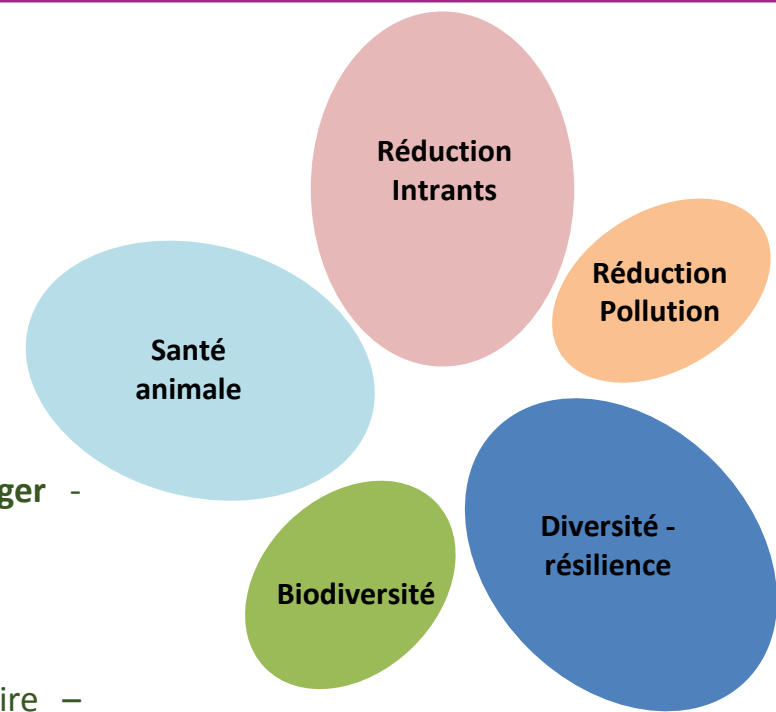 Réduction
Intrants
Réduction
Pollution
Santé
animale
ger -
Diversité -
résilience
Biodiversité
ire –